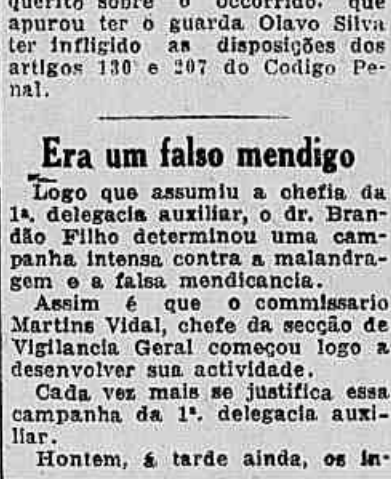 querito sobre o occorrido, que
apurou ter o guarda Olavo Silva
ter infligido as disposições dos
artigos 130 e 207 do Codigo Pe-
nal.
Era um falso mendigo
Logo que assumiu a chefia da
1ª. delegacia auxiliar, o dr. Bran-
dão Filho determinou uma cam-
panha intensa contra a malandra-
gem e a falsa mendicancia.
Assim é que o commissario
Martins Vidal, chefe da secção de
Vigilancia Geral começou logo a
desenvolver sua actividade.
Cada vez mais se justifica essa
campanha da 1ª. delegacia auxi-
liar.
Hontem, á tarde ainda, os in-